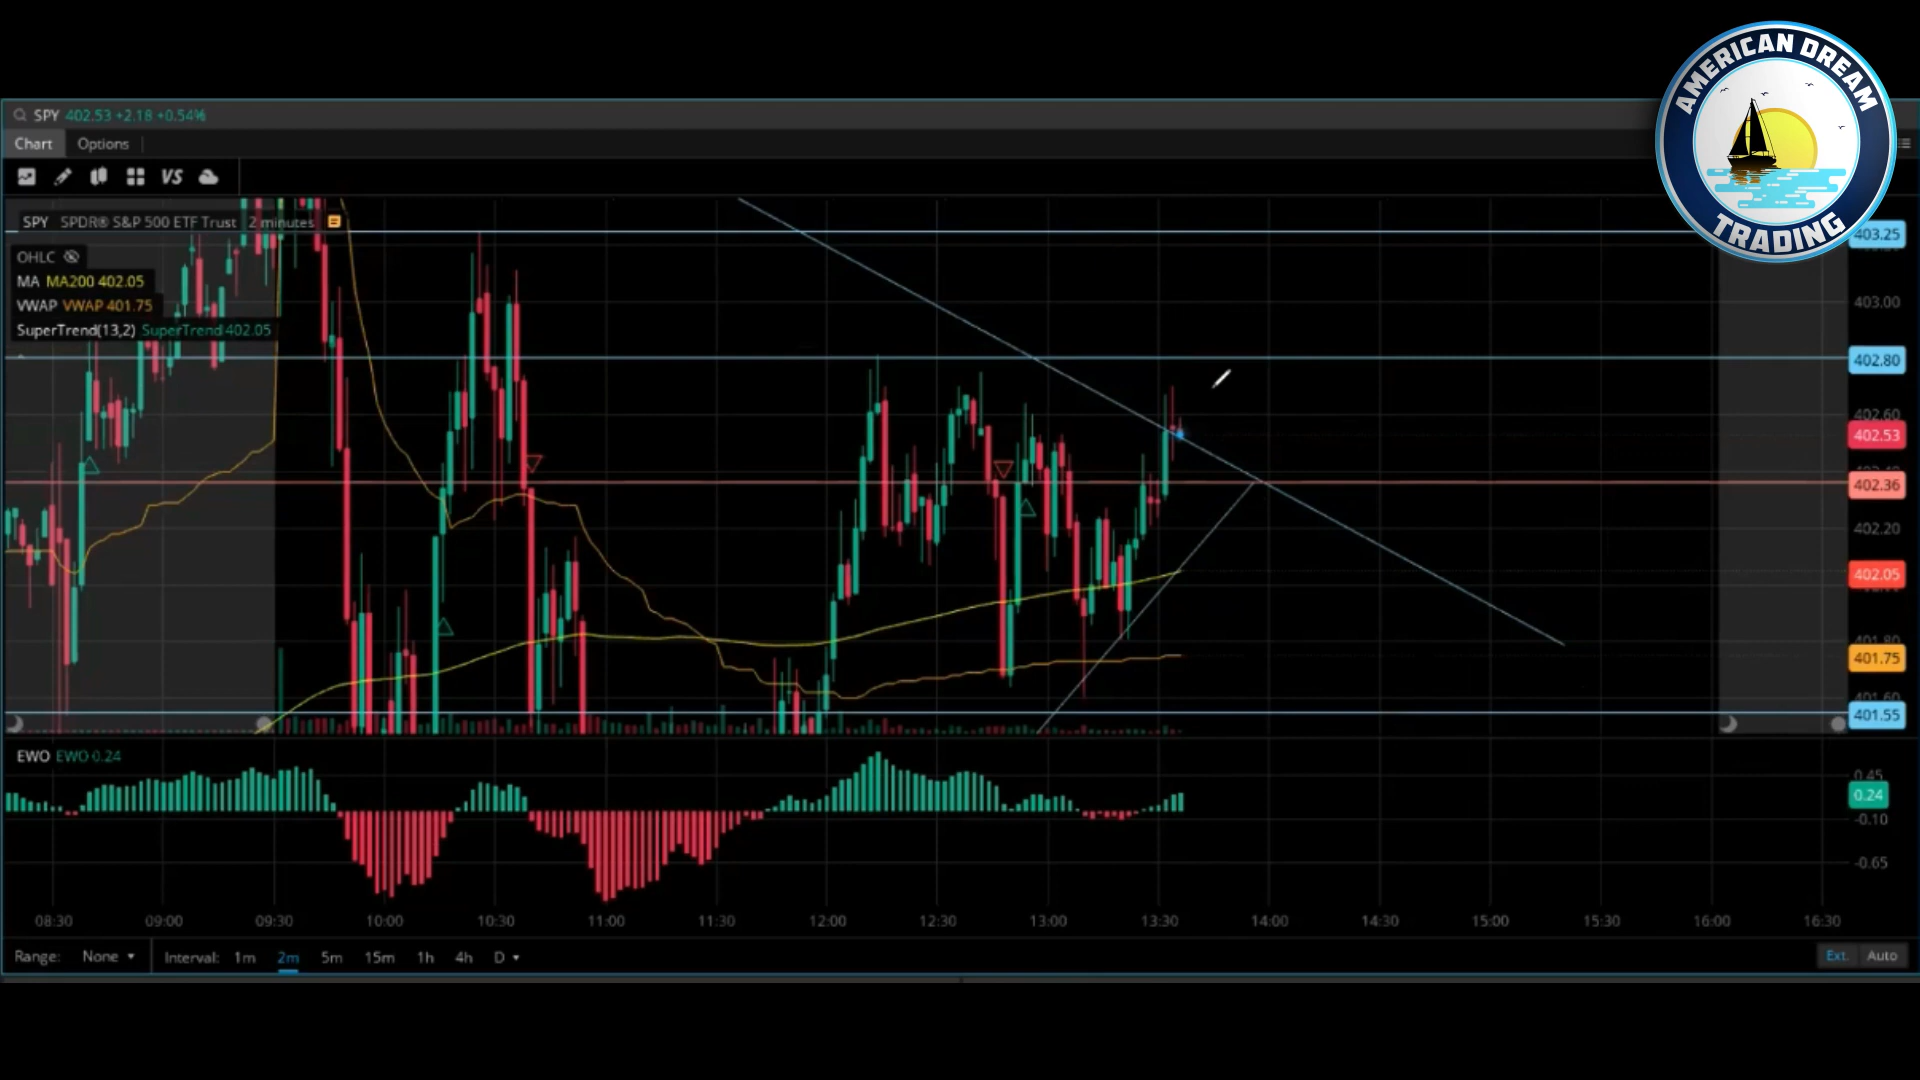 AMERICAN DREAM
TRADING
SPY 402.53 +2.18 +0.54%
Chart Options
VS
SPY SPDR® S&P 500 ETF Trust 2 minutes
OHLC
MA MA200 402.05
VWAP VWAP 401.75
SuperTrend(13,2) SuperTrend 402.05
403.25
403.00
402.80
402.60
402.53
402.36
402.20
402.05
401.80
401.75
401.60
401.55
EWO EWO 0.24
0.45
0.24
-0.10
-0.65
08:30 09:00 09:30 10:00 10:30 11:00 11:30 12:00 12:30 13:00 13:30 14:00 14:30 15:00 15:30 16:00 16:30
Range: None Interval: 1m 2m 5m 15m 1h 4h D Ext. Auto